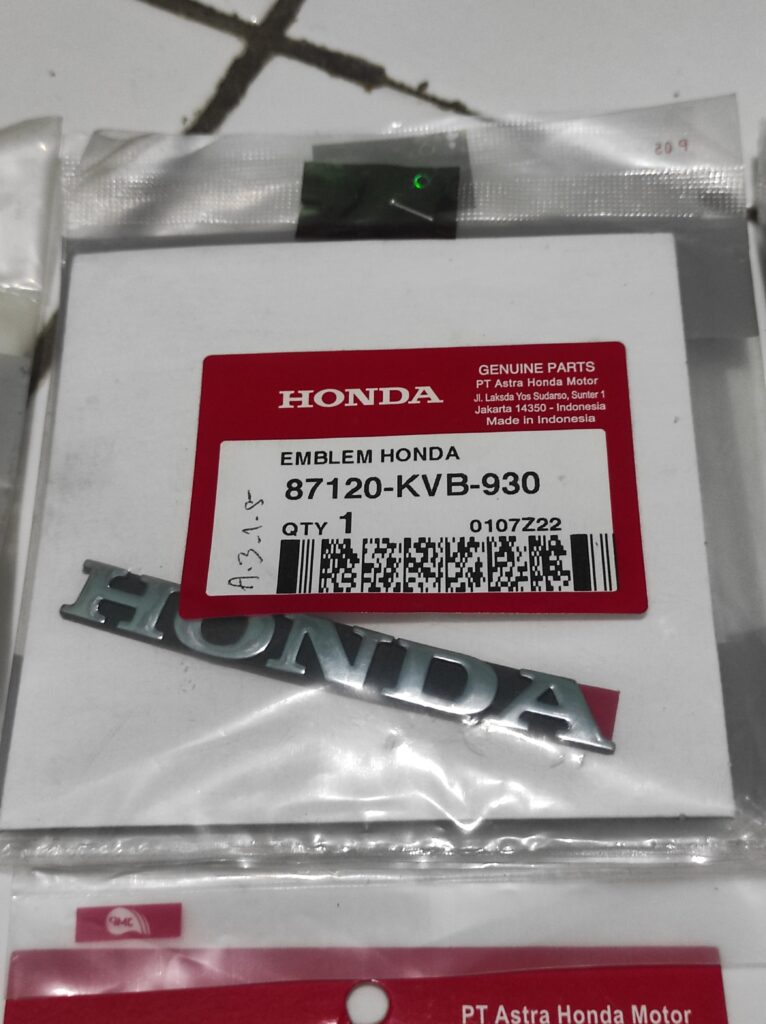 P 05
HONDA
GENUINE PARTS
PT Astra Honda Motor
Jl. Laksda Yos Sudarso, Sunter 1
Jakarta 14350 - Indonesia
Made in Indonesia
EMBLEM HONDA
87120-KVB-930
QTY 1
0107Z22
A.3.1.5
HONDA
PT Astra Honda Motor